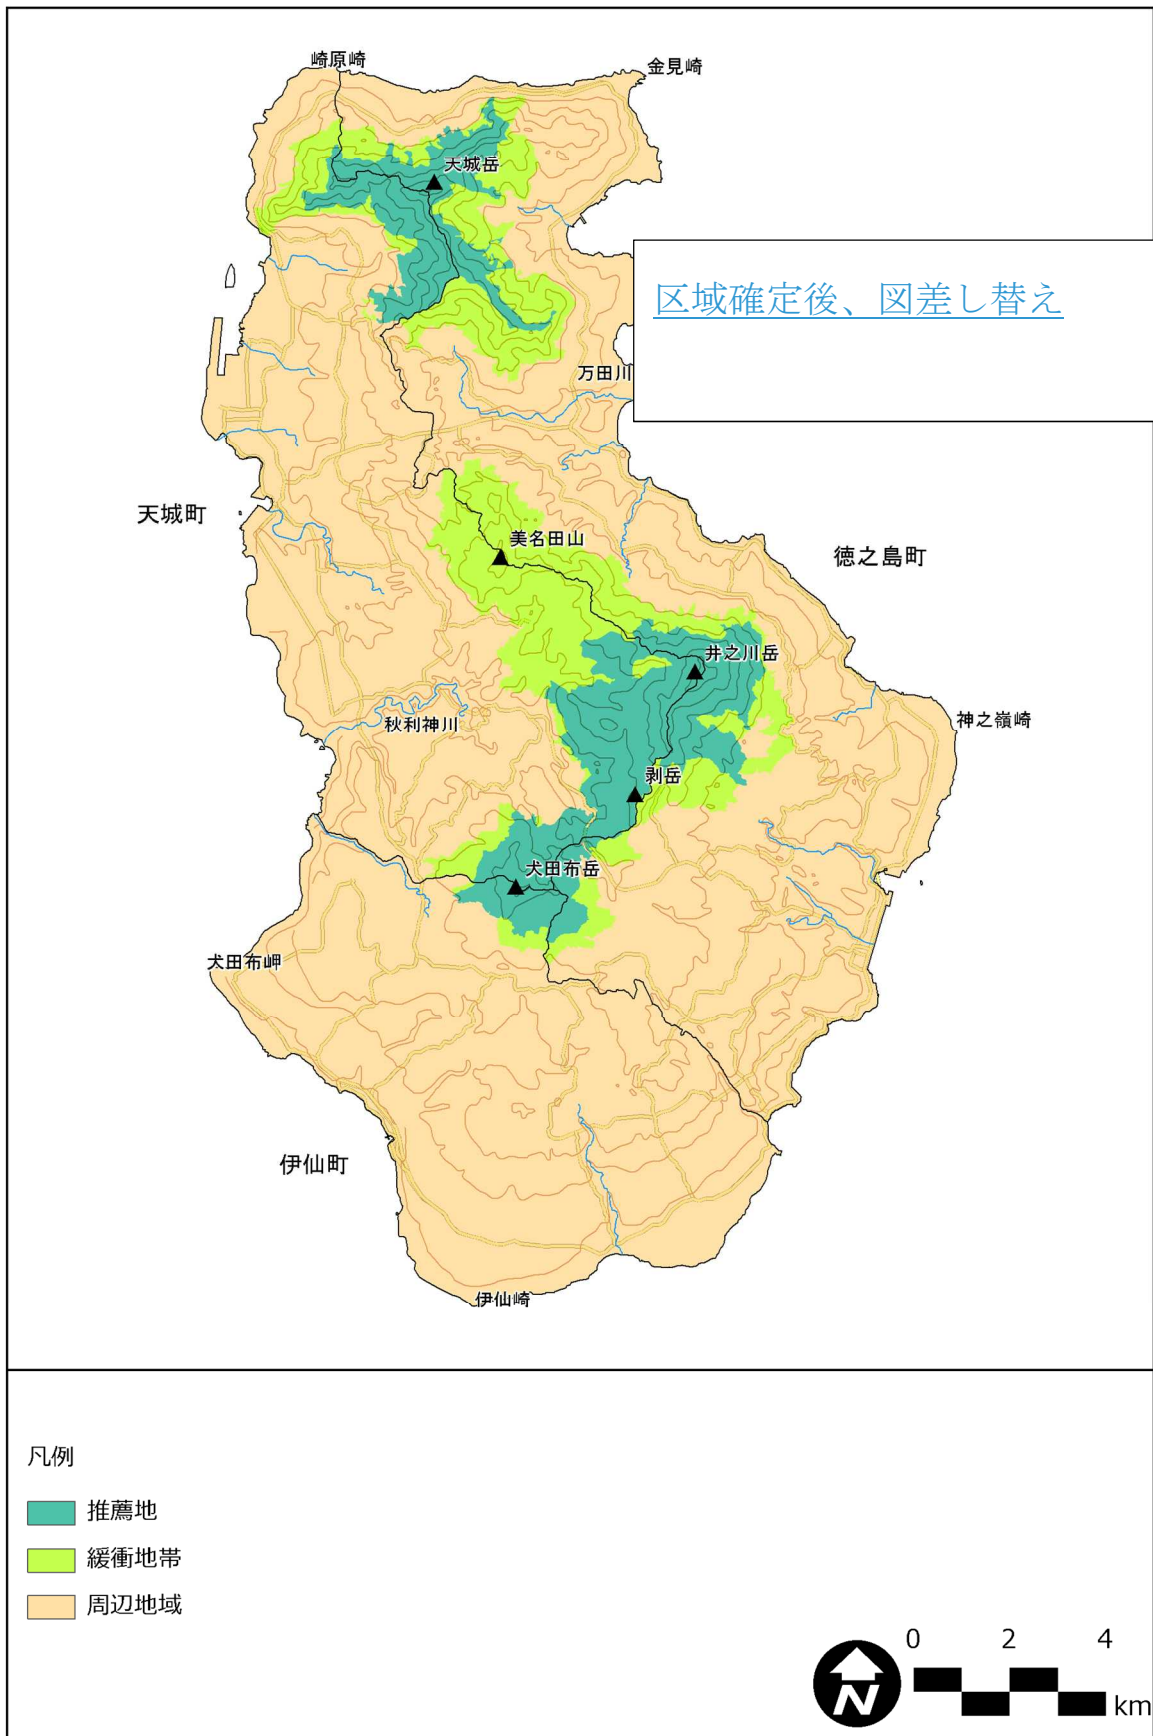 崎原崎
金見崎
天城岳
区域確定後、図差し替え
万田川
天城町
美名田山
徳之島町
井之川岳
神之嶺崎
秋利神川
剥岳
犬田布岳
犬田布岬
伊仙町
伊仙崎
凡例
推薦地
緩衝地帯
周辺地域
0 2 4
km
N